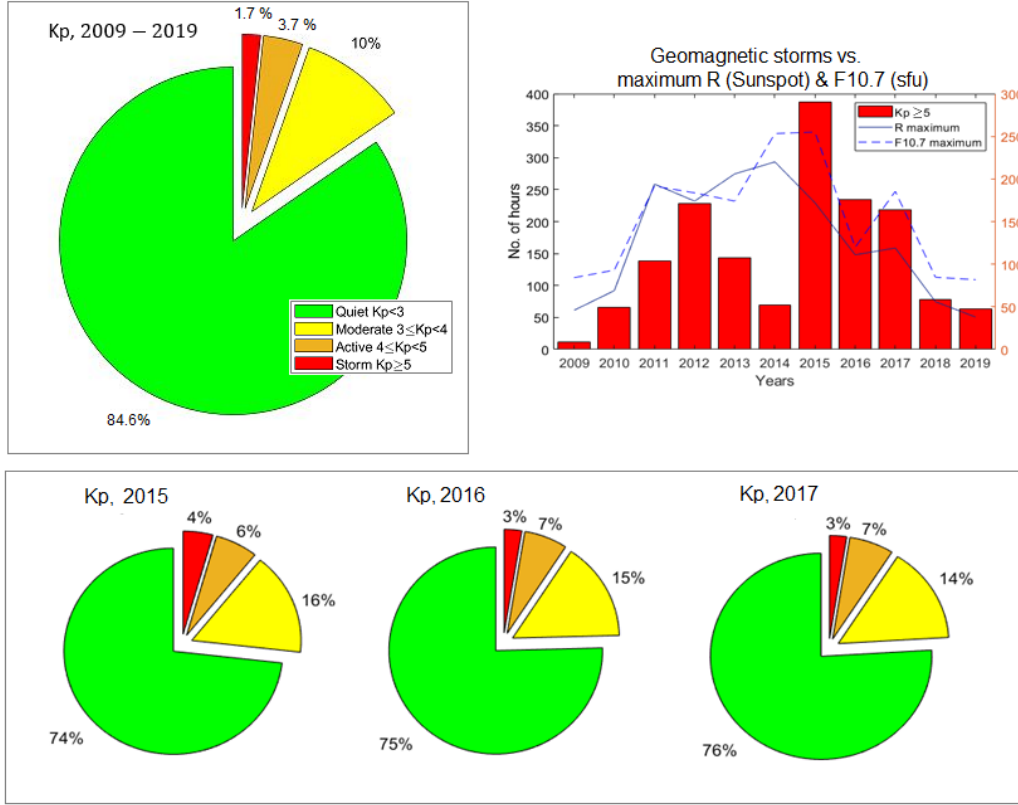 Kp, 2009 − 2019
1.7 %
3.7 %
10%
84.6%
Quiet Kp<3
Moderate 3≤Kp<4
Active 4≤Kp<5
Storm Kp≥5
Geomagnetic storms vs.
maximum R (Sunspot) & F10.7 (sfu)
400
350
300
250
200
150
100
50
0
No. of hours
Kp ≥5
R maximum
F10.7 maximum
300
250
200
150
100
50
0
2009 2010 2011 2012 2013 2014 2015 2016 2017 2018 2019
Years
Kp, 2015
4%
6%
16%
74%
Kp, 2016
3%
7%
15%
75%
Kp, 2017
3%
7%
14%
76%